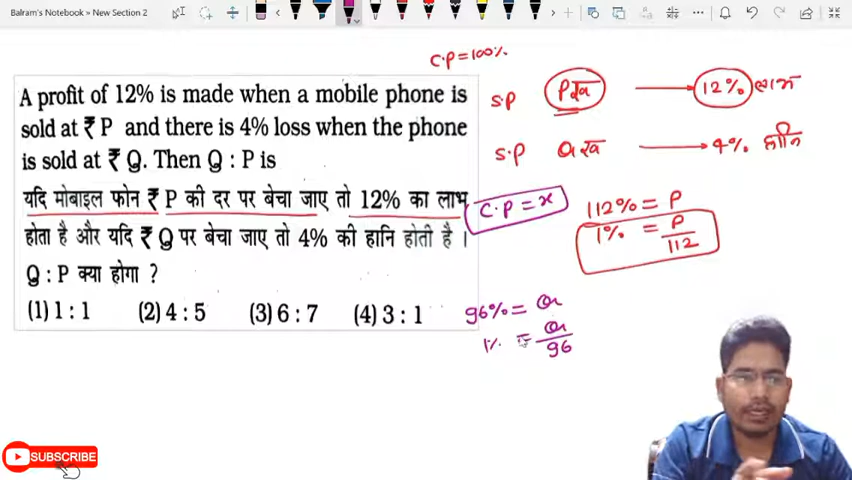 Balram's Notebook » New Section 2
C.P=100%
A profit of 12% is made when a mobile phone is
sold at ₹ P and there is 4% loss when the phone
is sold at ₹ Q. Then Q : P is
यदि मोबाइल फोन ₹ P की दर पर बेचा जाए तो 12% का लाभ
होता है और यदि ₹ Q पर बेचा जाए तो 4% की हानि होती है ।
Q : P क्या होगा ?
(1) 1 : 1 (2) 4 : 5 (3) 6 : 7 (4) 3 : 1
S.P P रू 12% लाभ
S.P Q रू 4% हानि
C.P = x
112% = P
1% = P/112
96% = Q
1% = Q/96
SUBSCRIBE